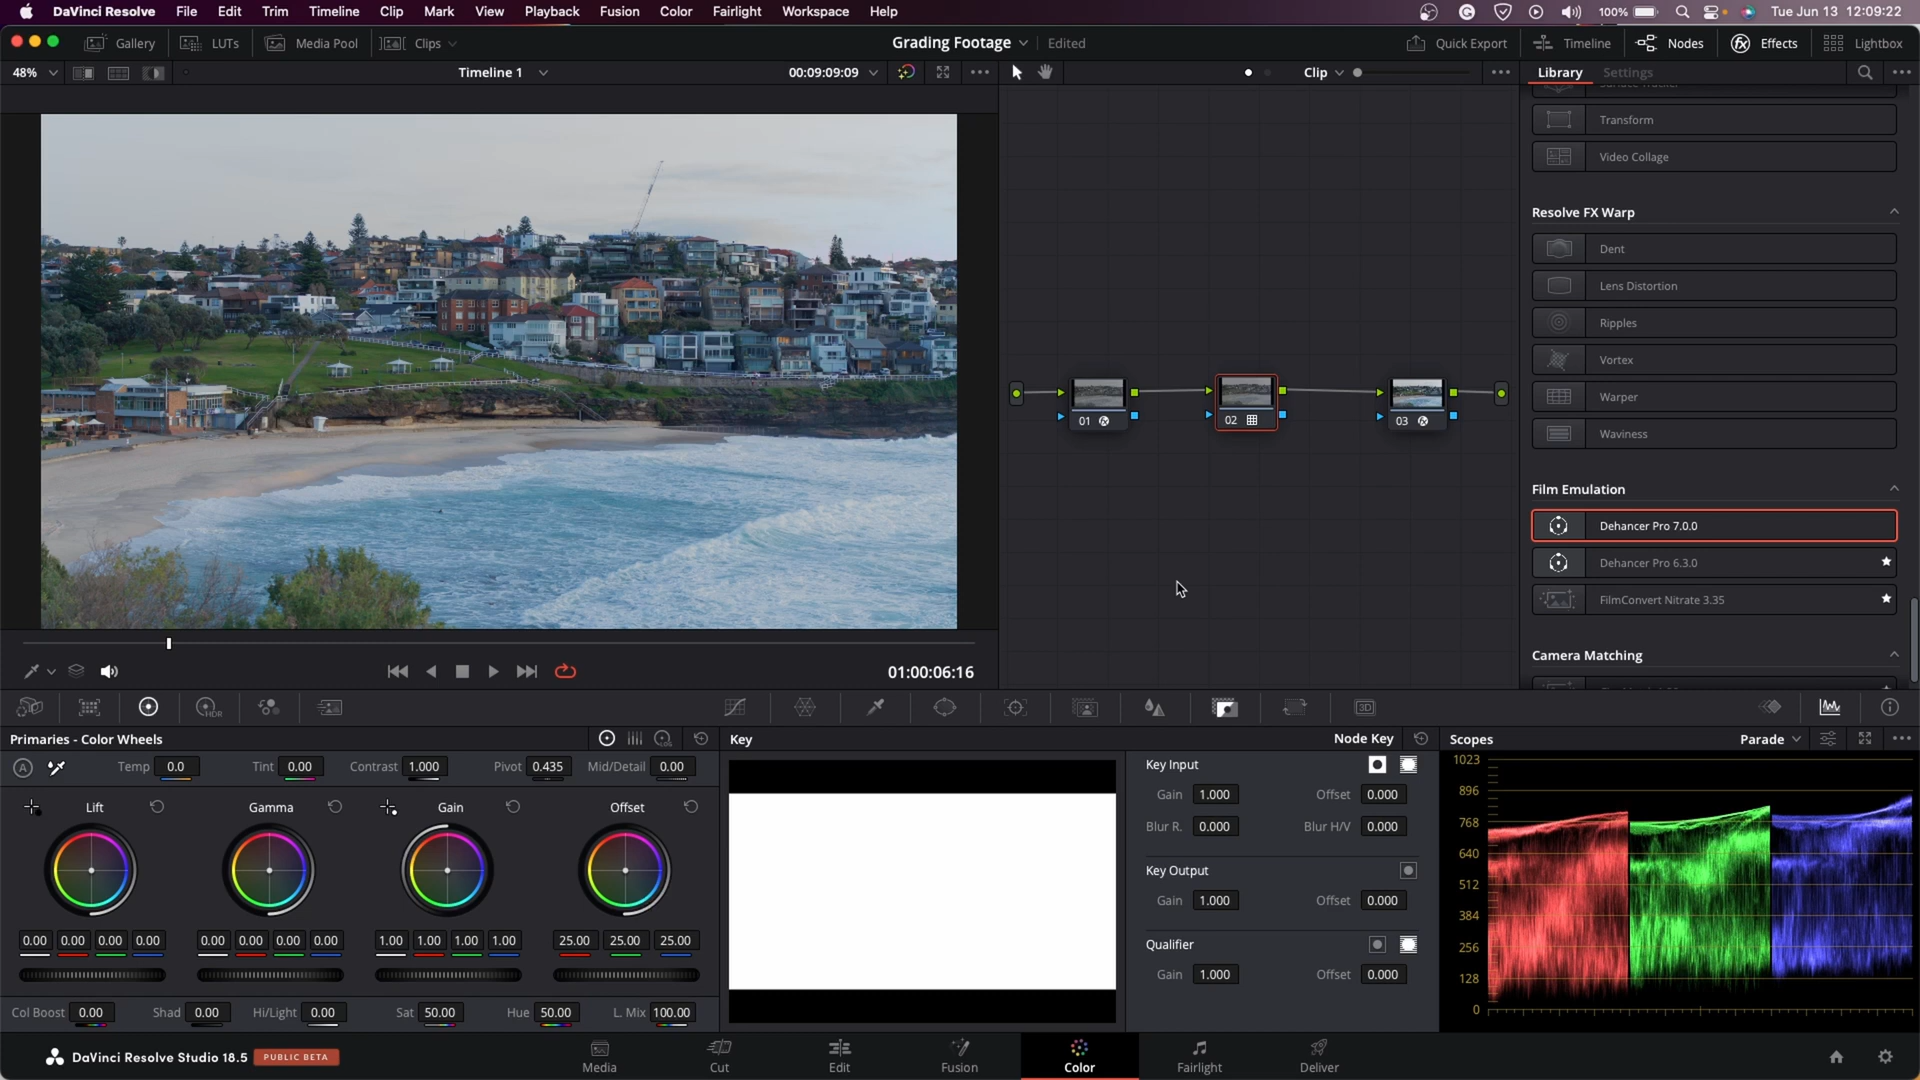 DaVinci Resolve File Edit Trim Timeline Clip Mark View Playback Fusion Color Fairlight Workspace Help 100% Tue Jun 13 12:09:22
Gallery LUTs Media Pool Clips Grading Footage Edited Quick Export Timeline Nodes Effects Lightbox
48% Timeline 1 00:09:09:09 Clip Library Settings
Transform
Video Collage
Resolve FX Warp
Dent
Lens Distortion
Ripples
Vortex
Warper
Waviness
01 02 03
Film Emulation
Dehancer Pro 7.0.0
Dehancer Pro 6.3.0
FilmConvert Nitrate 3.35
Camera Matching
01:00:06:16
HDR
3D
Primaries - Color Wheels
A Temp 0.0 Tint 0.00 Contrast 1.000 Pivot 0.435 Mid/Detail 0.00
Lift Gamma Gain Offset
0.00 0.00 0.00 0.00 0.00 0.00 0.00 0.00 1.00 1.00 1.00 1.00 25.00 25.00 25.00
Col Boost 0.00 Shad 0.00 Hi/Light 0.00 Sat 50.00 Hue 50.00 L. Mix 100.00
Key Node Key
Key Input
Gain 1.000 Offset 0.000
Blur R. 0.000 Blur H/V 0.000
Key Output
Gain 1.000 Offset 0.000
Qualifier
Gain 1.000 Offset 0.000
Scopes Parade
1023
896
768
640
512
384
256
128
0
DaVinci Resolve Studio 18.5 PUBLIC BETA
Media Cut Edit Fusion Color Fairlight Deliver